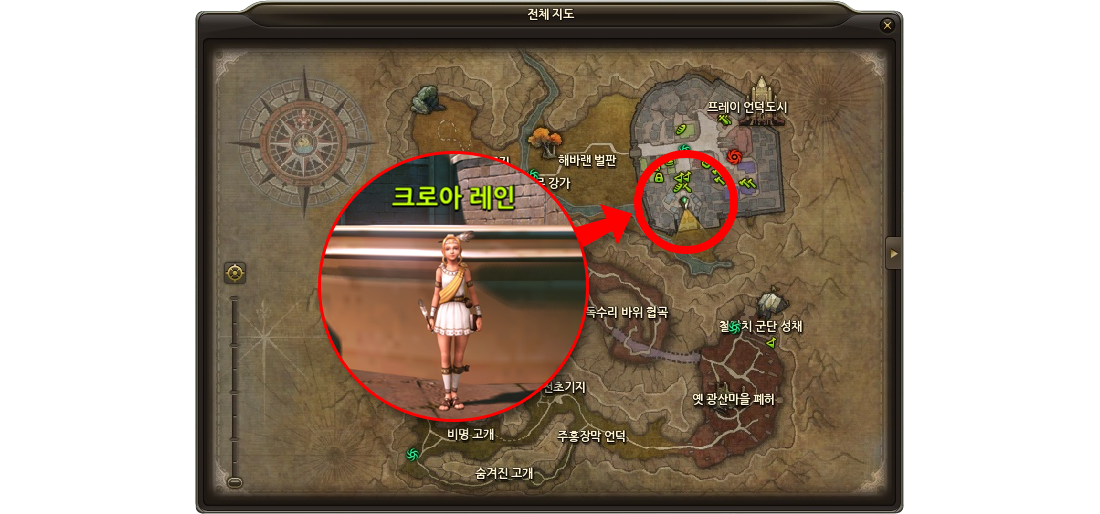 전체 지도
프레이 언덕도시
해바랜 벌판
강가
크로아 레인
독수리 바위 협곡
군단 성채
전초기지
옛 광산마을 폐허
비명 고개
주홍장막 언덕
숨겨진 고개